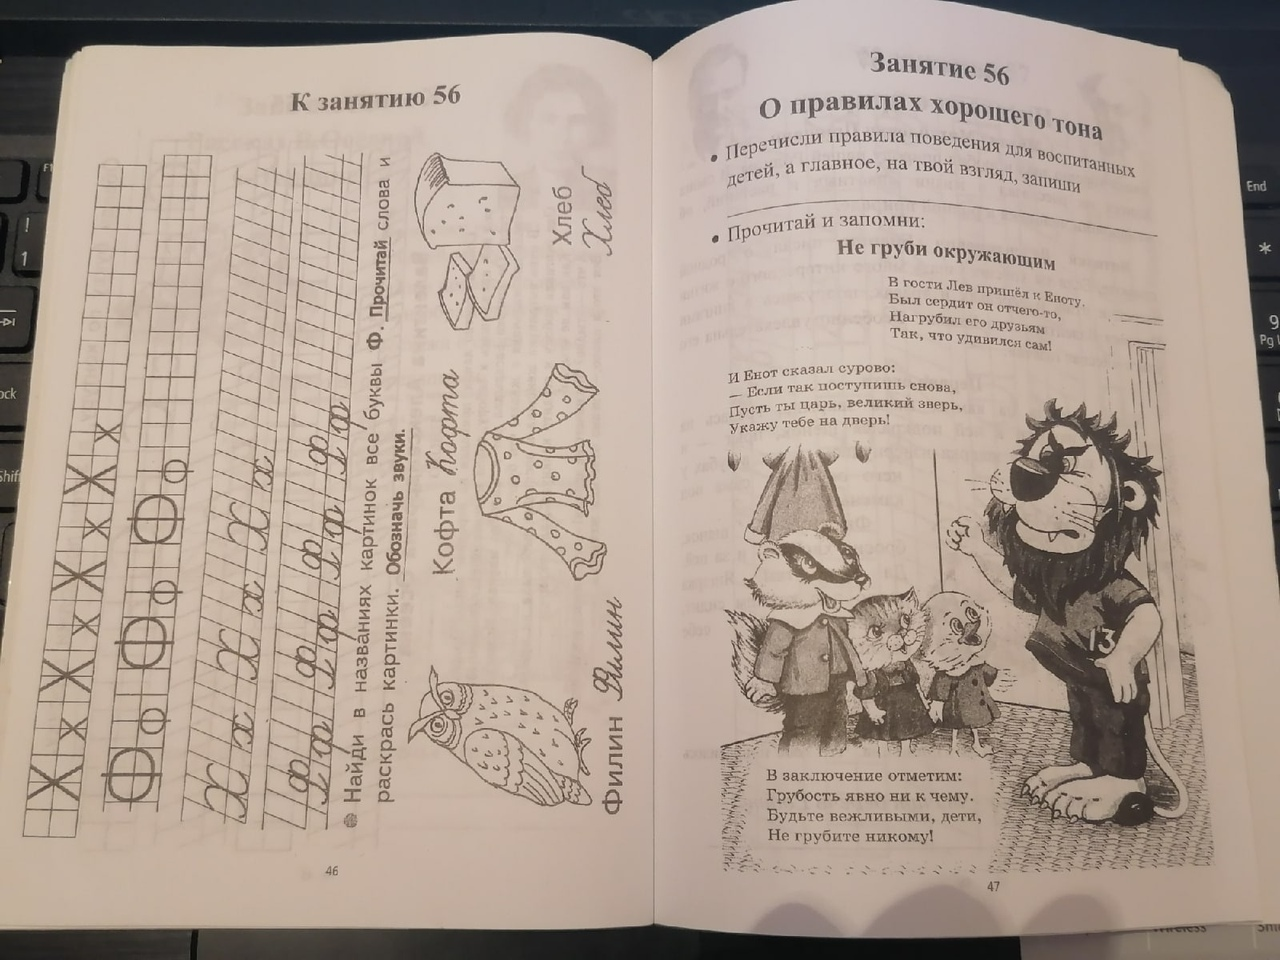 К занятию 56
Х х Х х Х х Х х
Ф ф Ф ф Ф ф
Х х Х х Х х
Ф ф Ф ф Ф ф Ф ф
Найди в названиях картинок все буквы Ф. Прочитай слова и
раскрась картинки. Обозначь звуки.
Филин Филин
Кофта Кофта
Хлеб
Хлеб
46
Занятие 56
О правилах хорошего тона
• Перечисли правила поведения для воспитанных
детей, а главное, на твой взгляд, запиши
• Прочитай и запомни:
Не груби окружающим
В гости Лев пришёл к Еноту.
Был сердит он отчего-то,
Нагрубил его друзьям
Так, что удивился сам!
И Енот сказал сурово:
— Если так поступишь снова,
Пусть ты царь, великий зверь,
Укажу тебе на дверь!
13
В заключение отметим:
Грубость явно ни к чему.
Будьте вежливыми, дети,
Не грубите никому!
47
End
*
9
!
1
Shif